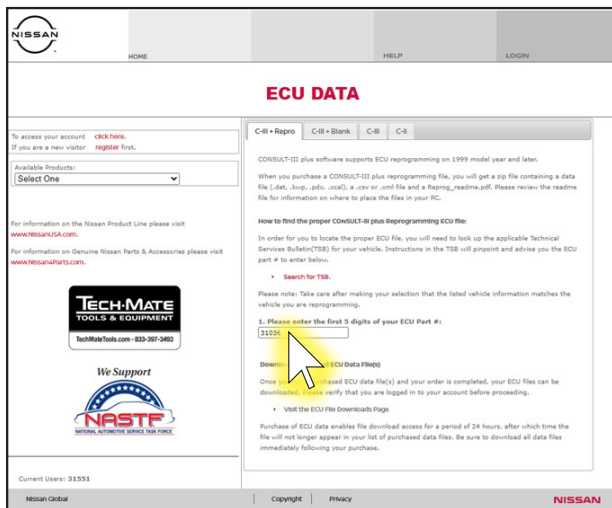 NISSAN
HOME
HELP
LOGIN
ECU DATA
To access your account click here.
If you are a new visitor register first.
Available Products:
Select One
For information on the Nissan Product Line please visit
www.NissanUSA.com.
For information on Genuine Nissan Parts & Accessories please visit
www.Nissan4Parts.com.
TECH-MATE
TOOLS & EQUIPMENT
TechMateTools.com - 833-397-3493
We Support
NASTF
NATIONAL AUTOMOTIVE SERVICE TASK FORCE
Current Users: 31551
C-III + Repro
C-III + Blank
C-III
C-II
CONSULT-III plus software supports ECU reprogramming on 1999 model year and later.
When you purchase a CONSULT-III plus reprogramming file, you will get a zip file containing a data
file (.dat, .kwp, .pdx, .xcal), a .csv or .xml file and a Reprog_readme.pdf. Please review the readme
file for information on where to place the files in your PC.
How to find the proper CONSULT-III plus Reprogramming ECU file:
In order for you to locate the proper ECU file, you will need to look up the applicable Technical
Services Bulletin(TSB) for your vehicle. Instructions in the TSB will pinpoint and advise you the ECU
part # to enter below.
Search for TSB.
Please note: Take care after making your selection that the listed vehicle information matches the
vehicle you are reprogramming.
1. Please enter the first 5 digits of your ECU Part #:
31036
ECU Data File(s)
Once purchased ECU data file(s) and your order is completed, your ECU files can be
downloaded. Please verify that you are logged in to your account before proceeding.
Visit the ECU File Downloads Page
Purchase of ECU data enables file download access for a period of 24 hours, after which time the
file will not longer appear in your list of purchased data files. Be sure to download all data files
immediately following your purchase.
Nissan Global
Copyright
Privacy
NISSAN